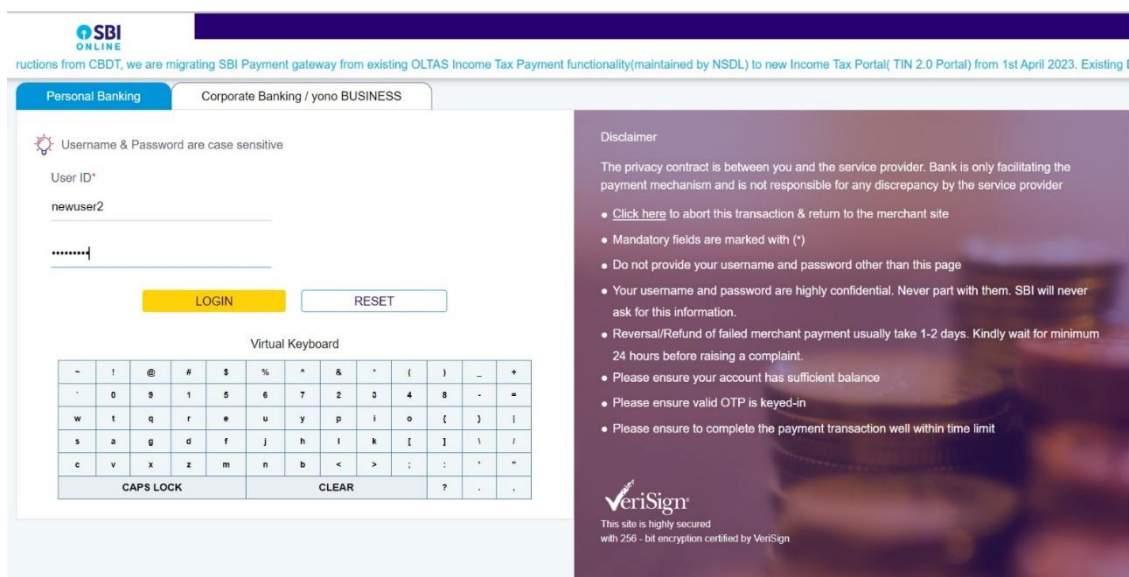 SBI
ONLINE
ructions from CBDT, we are migrating SBI Payment gateway from existing OLTAS Income Tax Payment functionality(maintained by NSDL) to new Income Tax Portal( TIN 2.0 Portal) from 1st April 2023. Existing
Personal Banking
Corporate Banking / yono BUSINESS
Username & Password are case sensitive
User ID*
newuser2
•••••••••
LOGIN
RESET
Virtual Keyboard
~ ! @ # $ % ^ & * ( ) _ +
` 0 9 1 5 6 7 2 3 4 8 - =
w t q r e u y p i o { } |
s a g d f j h l k [ ] \ /
c v x z m n b < > ; : ' "
CAPS LOCK CLEAR ? . ,
Disclaimer
The privacy contract is between you and the service provider. Bank is only facilitating the
payment mechanism and is not responsible for any discrepancy by the service provider
• Click here to abort this transaction & return to the merchant site
• Mandatory fields are marked with (*)
• Do not provide your username and password other than this page
• Your username and password are highly confidential. Never part with them. SBI will never
ask for this information.
• Reversal/Refund of failed merchant payment usually take 1-2 days. Kindly wait for minimum
24 hours before raising a complaint.
• Please ensure your account has sufficient balance
• Please ensure valid OTP is keyed-in
• Please ensure to complete the payment transaction well within time limit
VeriSign
This site is highly secured
with 256 - bit encryption certified by VeriSign